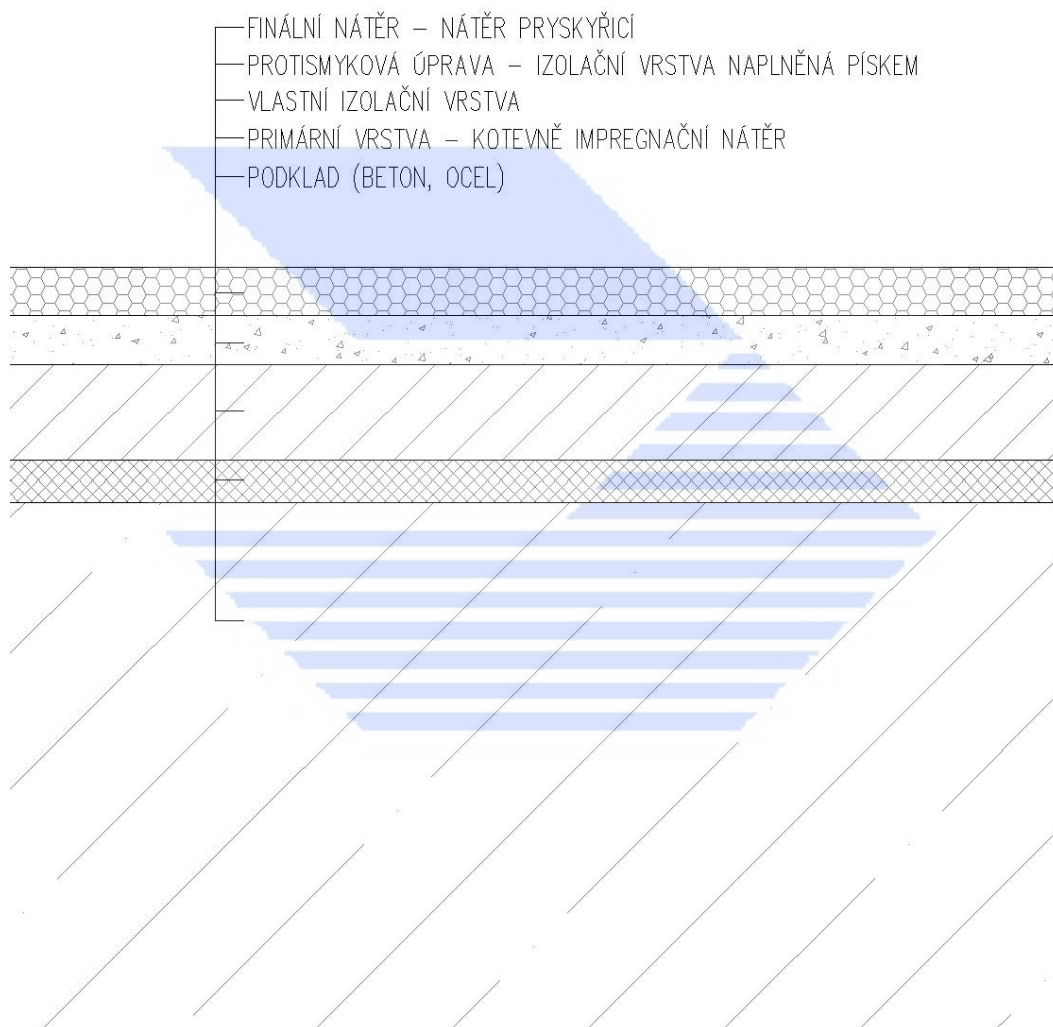 FINÁLNÍ NÁTĚR – NÁTĚR PRYSKYŘICÍ
PROTISMYKOVÁ ÚPRAVA – IZOLAČNÍ VRSTVA NAPLNĚNÁ PÍSKEM
VLASTNÍ IZOLAČNÍ VRSTVA
PRIMÁRNÍ VRSTVA – KOTEVNĚ IMPREGNAČNÍ NÁTĚR
PODKLAD (BETON, OCEL)